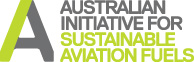 AUSTRALIAN
INITIATIVE FOR
SUSTAINABLE
AVIATION FUELS